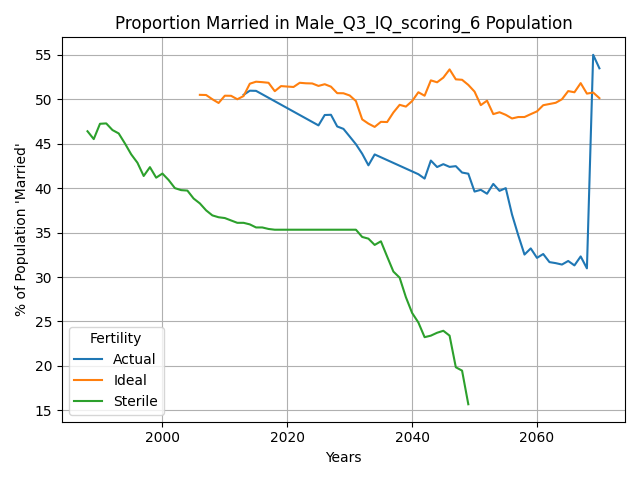 Proportion Married in Male_Q3_IQ_scoring_6 Population
% of Population 'Married'
55
50
45
40
35
30
25
20
15
Fertility
Actual
Ideal
Sterile
2000
2020
2040
2060
Years